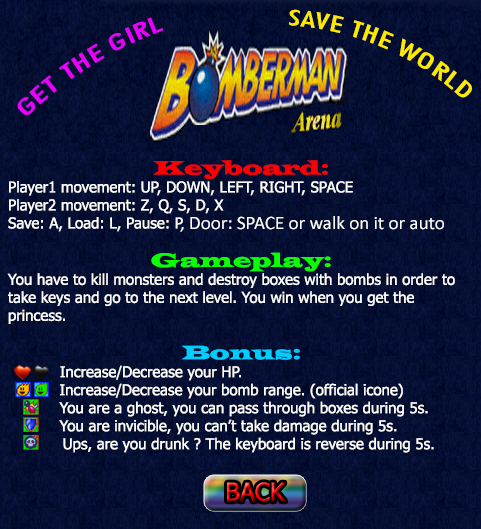 GET THE GIRL
SAVE THE WORLD
BOMBERMAN
Arena
Keyboard:
Player1 movement: UP, DOWN, LEFT, RIGHT, SPACE
Player2 movement: Z, Q, S, D, X
Save: A, Load: L, Pause: P, Door: SPACE or walk on it or auto
Gameplay:
You have to kill monsters and destroy boxes with bombs in order to
take keys and go to the next level. You win when you get the
princess.
Bonus:
Increase/Decrease your HP.
Increase/Decrease your bomb range. (official icone)
You are a ghost, you can pass through boxes during 5s.
You are invicible, you can't take damage during 5s.
Ups, are you drunk ? The keyboard is reverse during 5s.
BACK